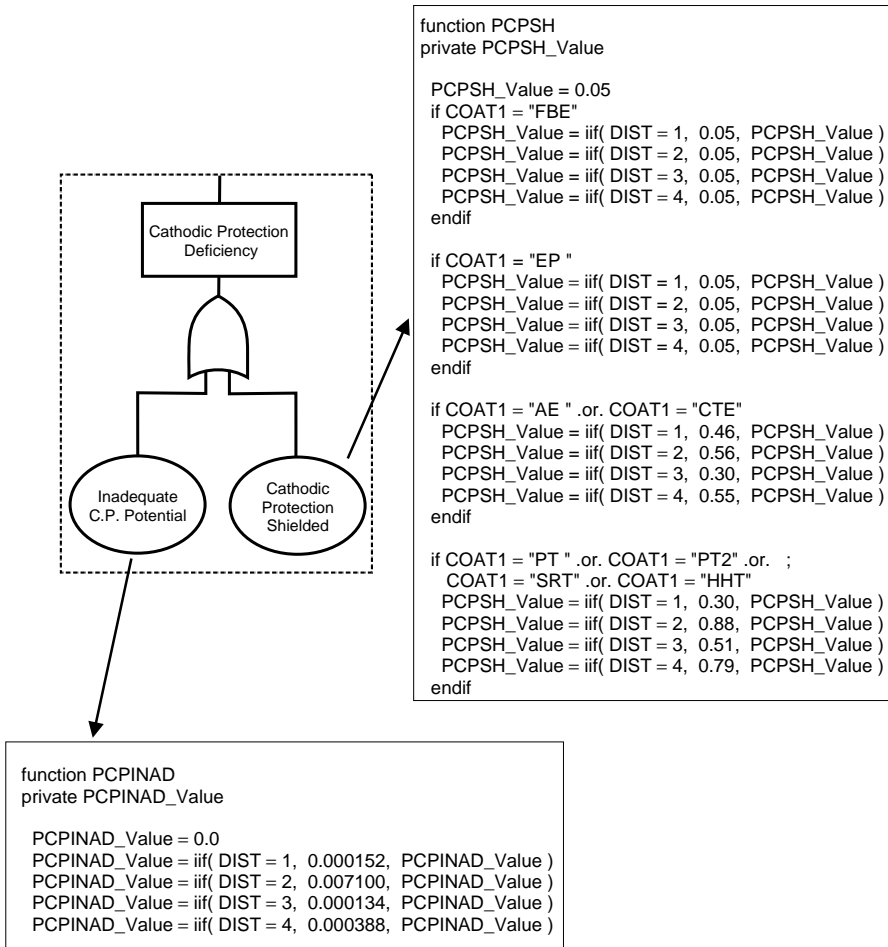 function PCPSH
private PCPSH_Value
PCPSH_Value = 0.05
if COAT1 = "FBE"
PCPSH_Value = iif( DIST = 1, 0.05, PCPSH_Value )
PCPSH_Value = iif( DIST = 2, 0.05, PCPSH_Value )
PCPSH_Value = iif( DIST = 3, 0.05, PCPSH_Value )
PCPSH_Value = iif( DIST = 4, 0.05, PCPSH_Value )
endif
if COAT1 = "EP "
PCPSH_Value = iif( DIST = 1, 0.05, PCPSH_Value )
PCPSH_Value = iif( DIST = 2, 0.05, PCPSH_Value )
PCPSH_Value = iif( DIST = 3, 0.05, PCPSH_Value )
PCPSH_Value = iif( DIST = 4, 0.05, PCPSH_Value )
endif
if COAT1 = "AE " .or. COAT1 = "CTE"
PCPSH_Value = iif( DIST = 1, 0.46, PCPSH_Value )
PCPSH_Value = iif( DIST = 2, 0.56, PCPSH_Value )
PCPSH_Value = iif( DIST = 3, 0.30, PCPSH_Value )
PCPSH_Value = iif( DIST = 4, 0.55, PCPSH_Value )
endif
if COAT1 = "PT " .or. COAT1 = "PT2" .or. ;
COAT1 = "SRT" .or. COAT1 = "HHT"
PCPSH_Value = iif( DIST = 1, 0.30, PCPSH_Value )
PCPSH_Value = iif( DIST = 2, 0.88, PCPSH_Value )
PCPSH_Value = iif( DIST = 3, 0.51, PCPSH_Value )
PCPSH_Value = iif( DIST = 4, 0.79, PCPSH_Value )
endif
Cathodic Protection
Deficiency
Inadequate
C.P. Potential
Cathodic
Protection
Shielded
function PCPINAD
private PCPINAD_Value
PCPINAD_Value = 0.0
PCPINAD_Value = iif( DIST = 1, 0.000152, PCPINAD_Value )
PCPINAD_Value = iif( DIST = 2, 0.007100, PCPINAD_Value )
PCPINAD_Value = iif( DIST = 3, 0.000134, PCPINAD_Value )
PCPINAD_Value = iif( DIST = 4, 0.000388, PCPINAD_Value )